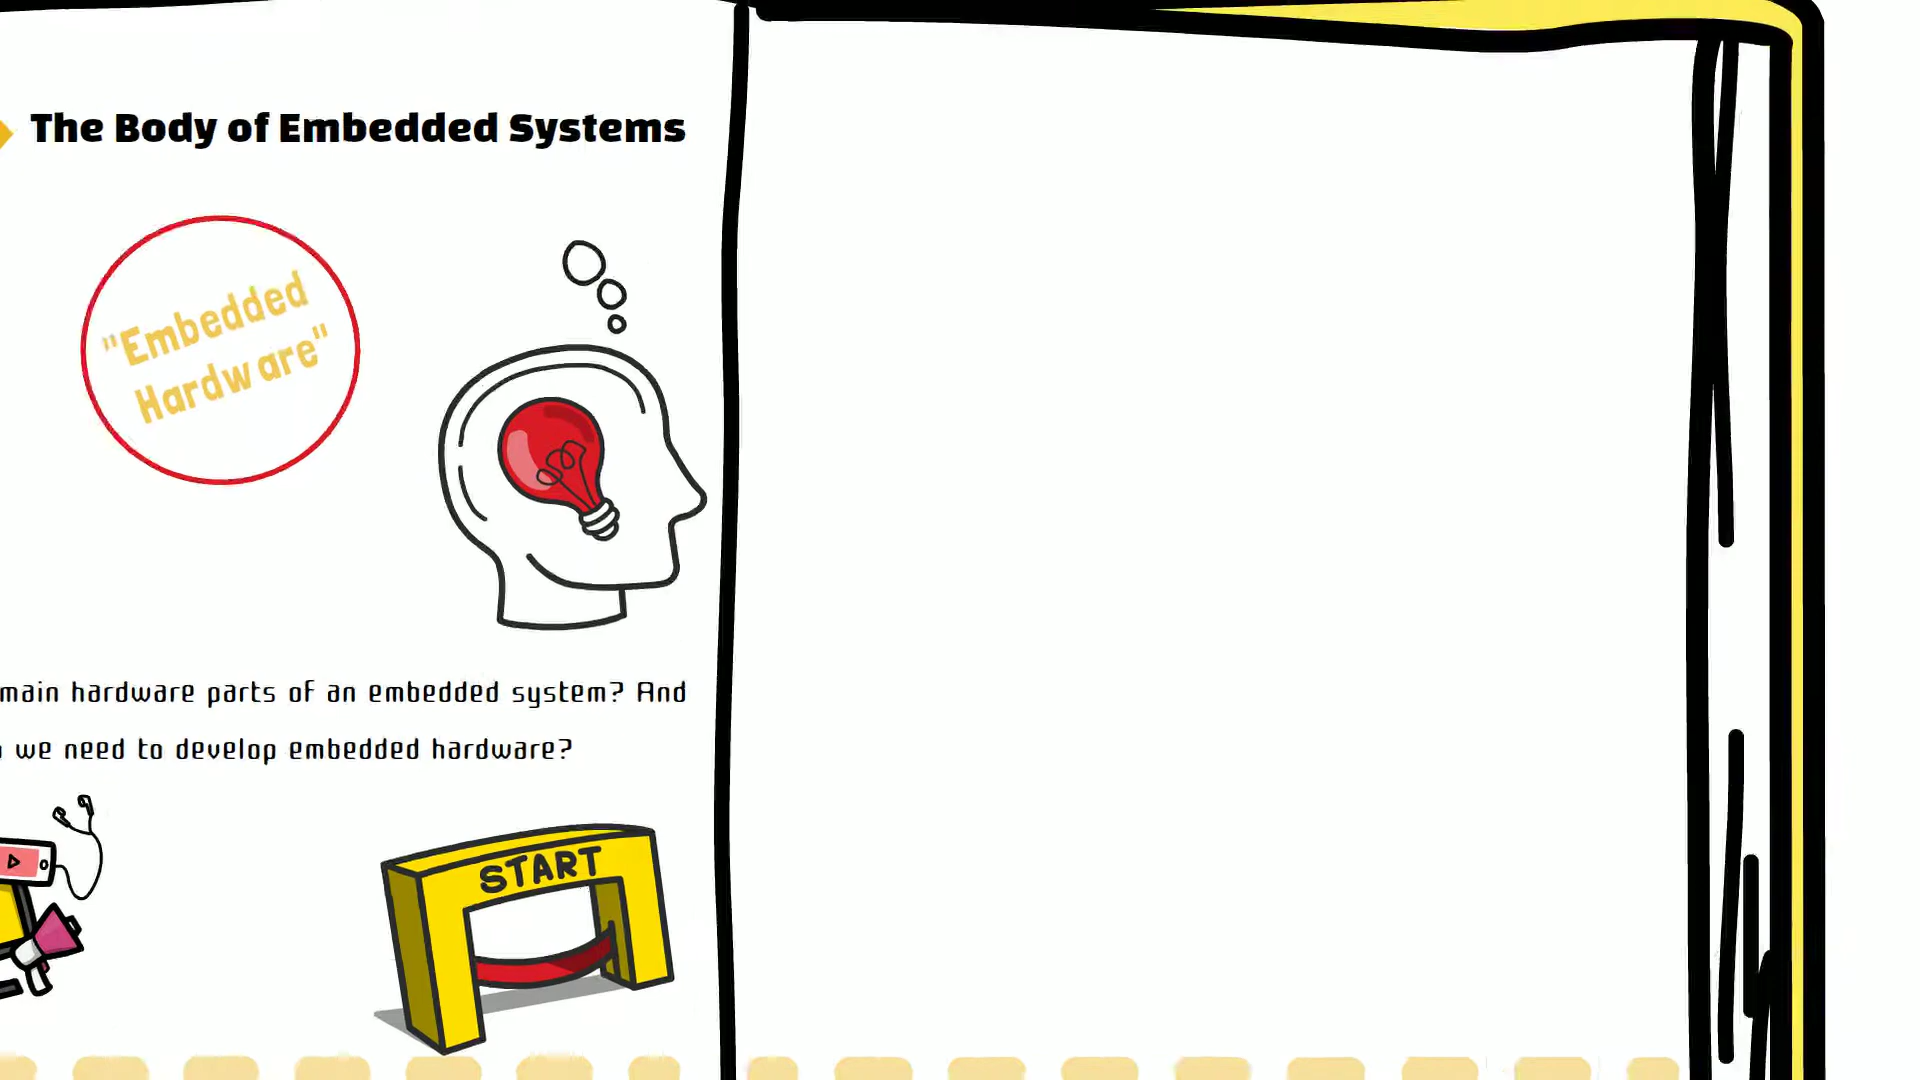 The Body of Embedded Systems
"Embedded
Hardware"
main hardware parts of an embedded system? And
we need to develop embedded hardware?
START